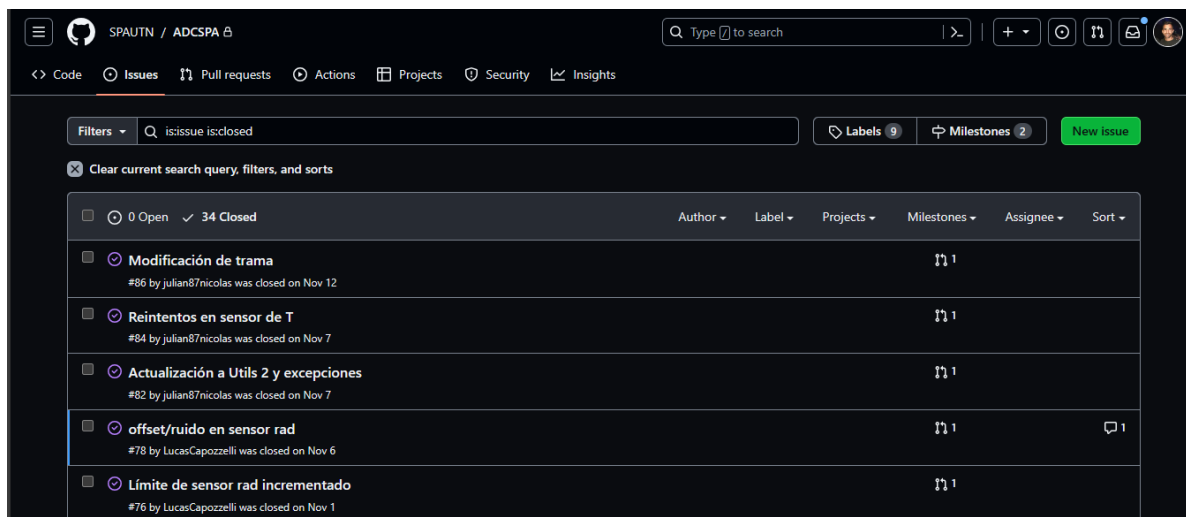 SPAUTN / ADCSPA
Type / to search
Code Issues Pull requests Actions Projects Security Insights
Filters is:issue is:closed Labels 9 Milestones 2 New issue
Clear current search query, filters, and sorts
0 Open 34 Closed Author Label Projects Milestones Assignee Sort
Modificación de trama 1
#86 by julian87nicolas was closed on Nov 12
Reintentos en sensor de T 1
#84 by julian87nicolas was closed on Nov 7
Actualización a Utils 2 y excepciones 1
#82 by julian87nicolas was closed on Nov 7
offset/ruido en sensor rad 1 1
#78 by LucasCapozzelli was closed on Nov 6
Límite de sensor rad incrementado 1
#76 by LucasCapozzelli was closed on Nov 1